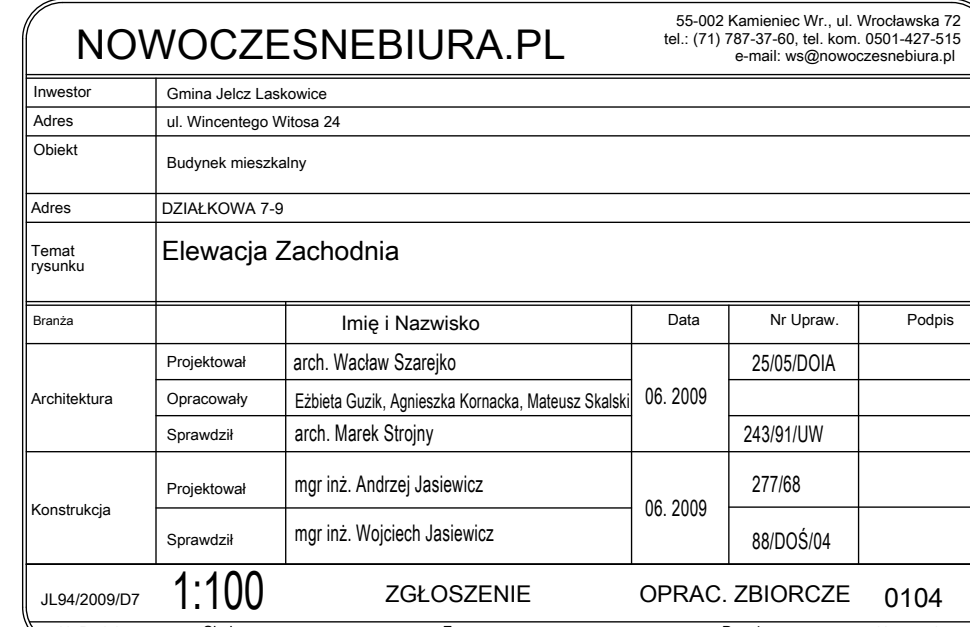 NOWOCZESNEBIURA.PL
55-002 Kamieniec Wr., ul. Wrocławska 72
tel.: (71) 787-37-60, tel. kom. 0501-427-515
e-mail: ws@nowoczesnebiura.pl
Inwestor Gmina Jelcz Laskowice
Adres ul. Wincentego Witosa 24
Obiekt Budynek mieszkalny
Adres DZIAŁKOWA 7-9
Temat
rysunku
Elewacja Zachodnia
Branża Imię i Nazwisko Data Nr Upraw. Podpis
Architektura
Projektował arch. Wacław Szarejko 25/05/DOIA
Opracowały Eżbieta Guzik, Agnieszka Kornacka, Mateusz Skalski 06. 2009
Sprawdził arch. Marek Strojny 243/91/UW
Konstrukcja
Projektował mgr inż. Andrzej Jasiewicz 277/68
06. 2009
Sprawdził mgr inż. Wojciech Jasiewicz 88/DOŚ/04
JL94/2009/D7 1:100 ZGŁOSZENIE OPRAC. ZBIORCZE 0104